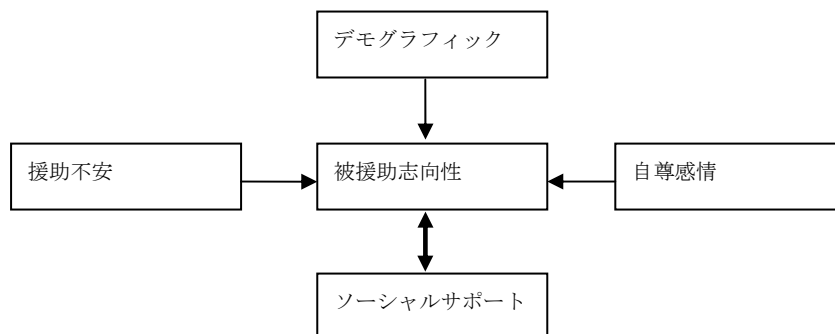 デモグラフィック
援助不安
被援助志向性
自尊感情
ソーシャルサポート